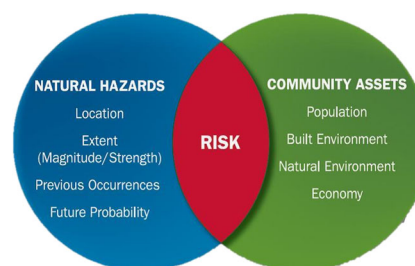 NATURAL HAZARDS
Location
Extent
(Magnitude/Strength)
Previous Occurrences
Future Probability
RISK
COMMUNITY ASSETS
Population
Built Environment
Natural Environment
Economy